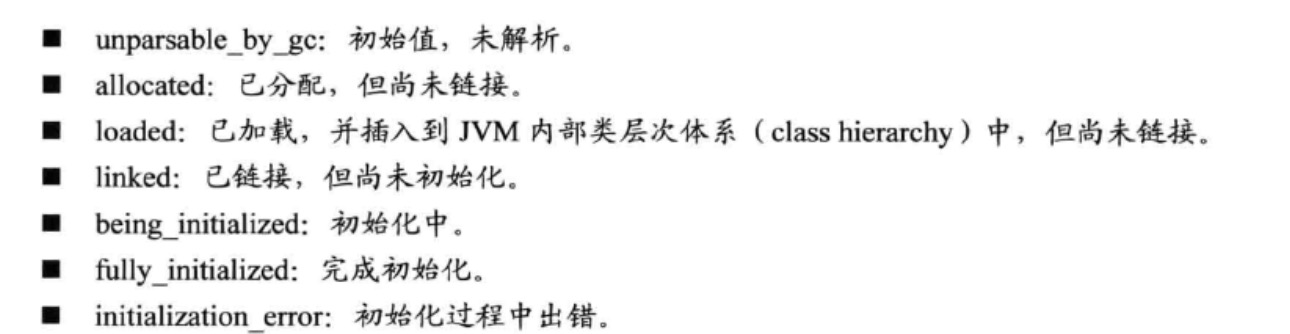 ■ unparsable_by_gc：初始值，未解析。
■ allocated：已分配，但尚未链接。
■ loaded：已加载，并插入到 JVM 内部类层次体系（class hierarchy）中，但尚未链接。
■ linked：已链接，但尚未初始化。
■ being_initialized：初始化中。
■ fully_initialized：完成初始化。
■ initialization_error：初始化过程中出错。